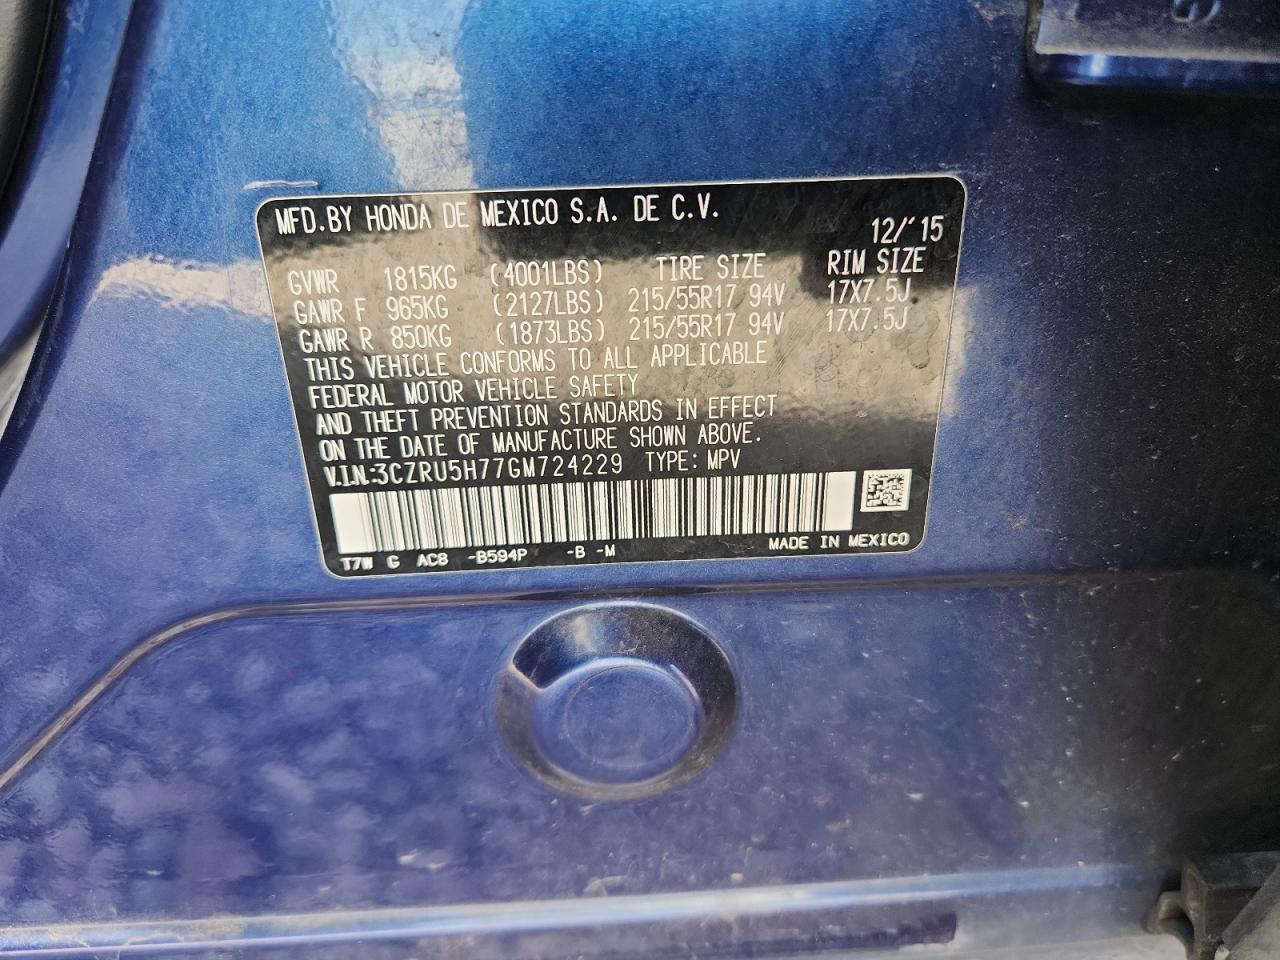 MFD.BY HONDA DE MEXICO S.A. DE C.V.
12/'15
GVWR 1815KG (4001LBS) TIRE SIZE RIM SIZE
GAWR F 965KG (2127LBS) 215/55R17 94V 17X7.5J
GAWR R 850KG (1873LBS) 215/55R17 94V 17X7.5J
THIS VEHICLE CONFORMS TO ALL APPLICABLE
FEDERAL MOTOR VEHICLE SAFETY
AND THEFT PREVENTION STANDARDS IN EFFECT
ON THE DATE OF MANUFACTURE SHOWN ABOVE.
V.I.N.:3CZRU5H77GM724229 TYPE: MPV
T7W G AC8 -B594P -B -M MADE IN MEXICO